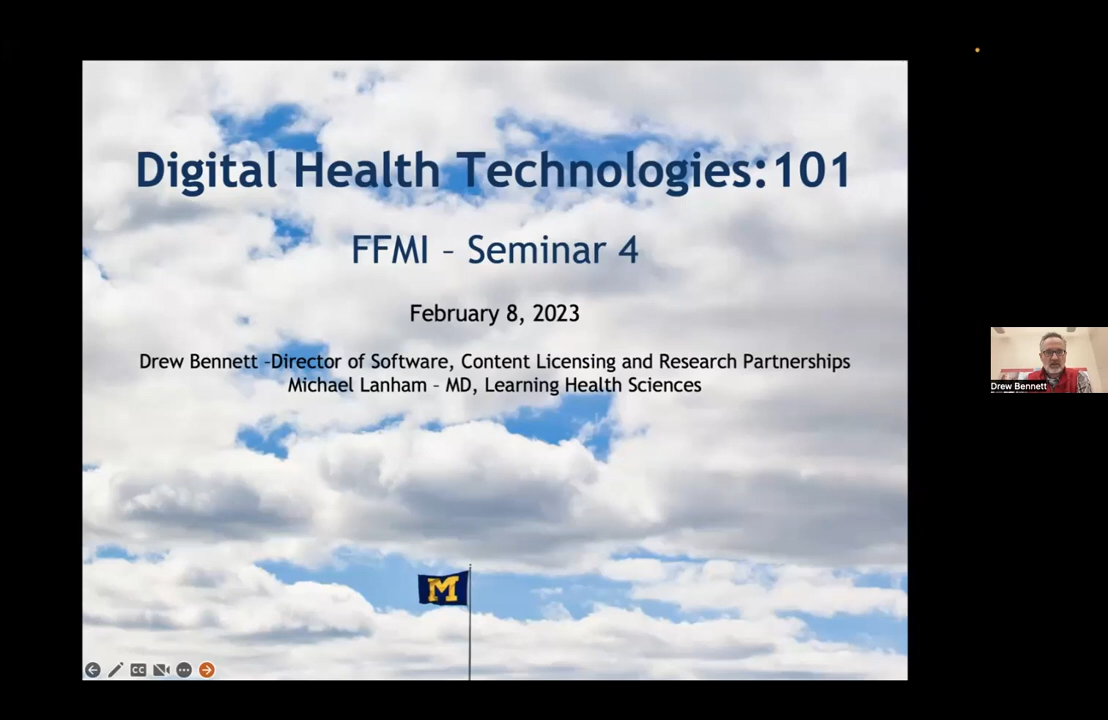 Digital Health Technologies:101
FFMI – Seminar 4
February 8, 2023
Drew Bennett –Director of Software, Content Licensing and Research Partnerships
Michael Lanham – MD, Learning Health Sciences
M
CC
Drew Bennett